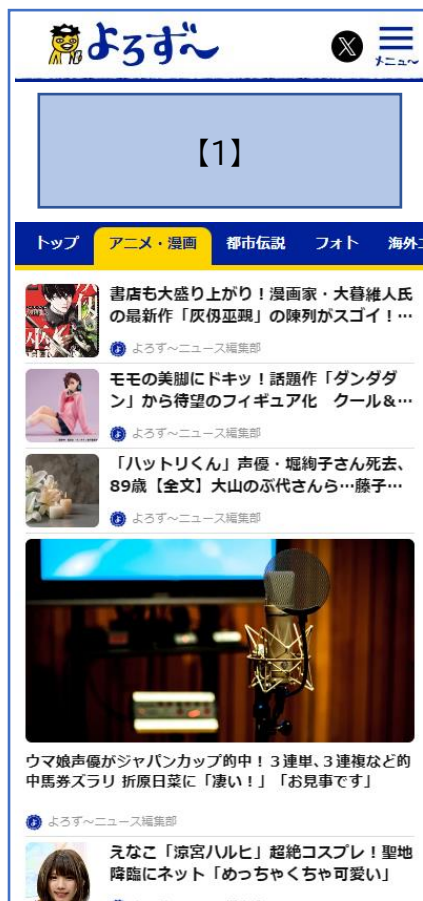 よろず～
X
メニュー
【1】
トップ アニメ・漫画 都市伝説 フォト 海外
書店も大盛り上がり！漫画家・大暮維人氏
の最新作「灰仭巫覡」の陳列がスゴイ！…
よろず～ニュース編集部
モモの美脚にドキッ！話題作「ダンダダ
ン」から待望のフィギュア化 クール＆…
よろず～ニュース編集部
「ハットリくん」声優・堀絢子さん死去、
89歳【全文】大山のぶ代さんら…藤子…
よろず～ニュース編集部
ウマ娘声優がジャパンカップ的中！３連単、３連複など的
中馬券ズラリ 折原日菜に「凄い！」「お見事です」
よろず～ニュース編集部
えなこ「涼宮ハルヒ」超絶コスプレ！聖地
降臨にネット「めっちゃくちゃ可愛い」